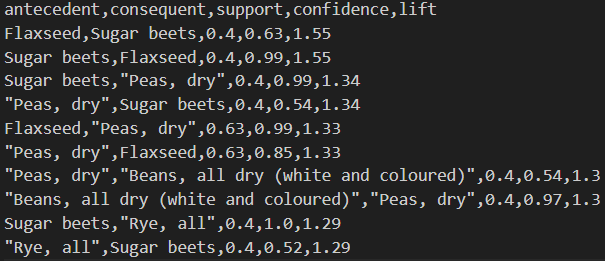 antecedent,consequent,support,confidence,lift
Flaxseed,Sugar beets,0.4,0.63,1.55
Sugar beets,Flaxseed,0.4,0.99,1.55
Sugar beets,"Peas, dry",0.4,0.99,1.34
"Peas, dry",Sugar beets,0.4,0.54,1.34
Flaxseed,"Peas, dry",0.63,0.99,1.33
"Peas, dry",Flaxseed,0.63,0.85,1.33
"Peas, dry","Beans, all dry (white and coloured)",0.4,0.54,1.3
"Beans, all dry (white and coloured)","Peas, dry",0.4,0.97,1.3
Sugar beets,"Rye, all",0.4,1.0,1.29
"Rye, all",Sugar beets,0.4,0.52,1.29